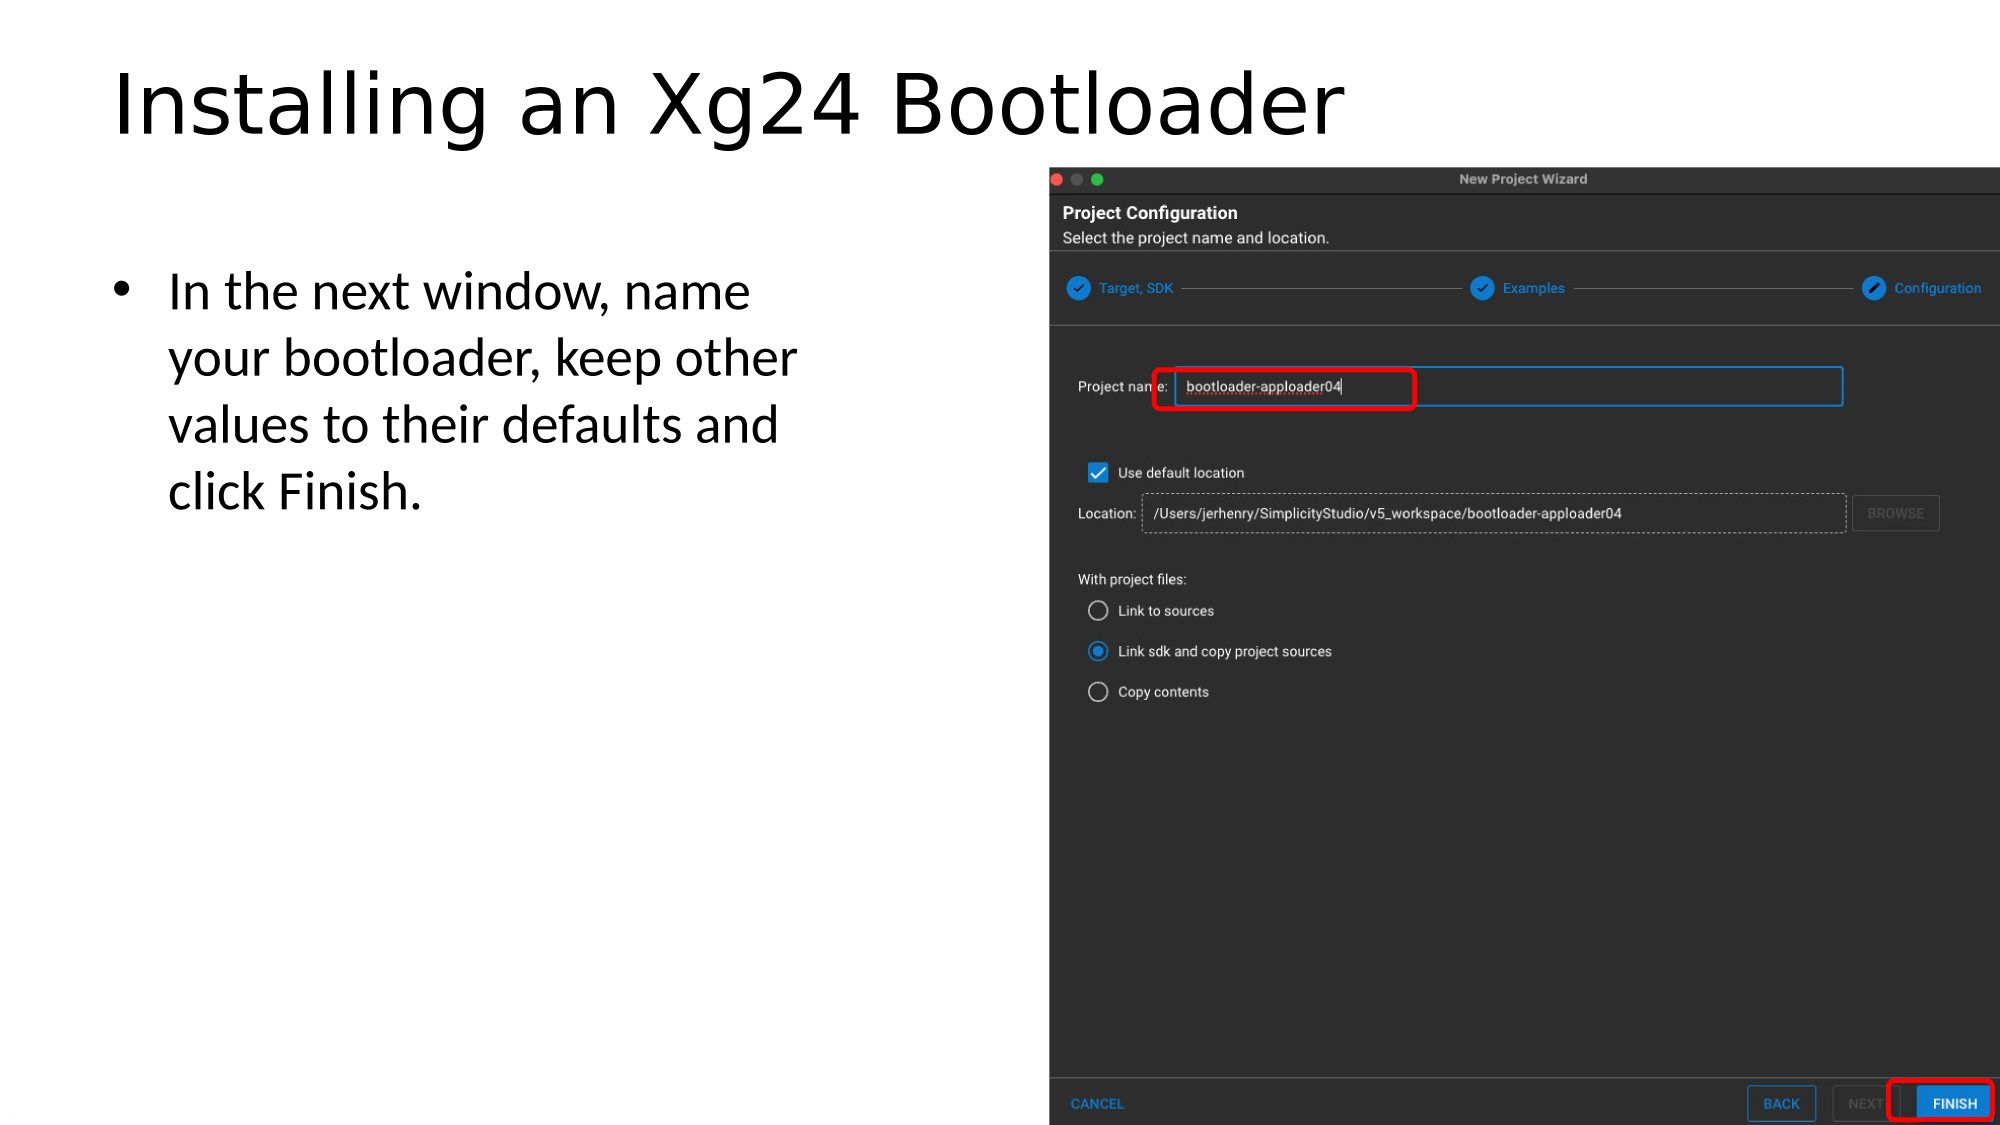 Installing an Xg24 Bootloader
• In the next window, name
your bootloader, keep other
values to their defaults and
click Finish.
New Project Wizard
Project Configuration
Select the project name and location.
Target, SDK Examples Configuration
Project name: bootloader-apploader04
Use default location
Location: /Users/jerhenry/SimplicityStudio/v5_workspace/bootloader-apploader04 BROWSE
With project files:
Link to sources
Link sdk and copy project sources
Copy contents
CANCEL BACK NEXT FINISH